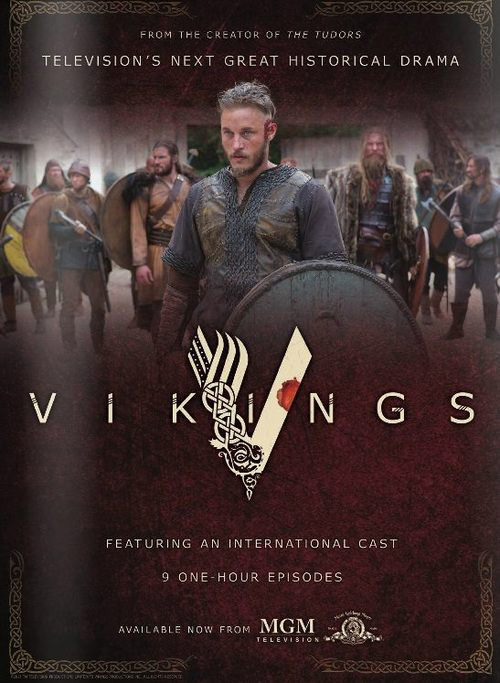 FROM THE CREATOR OF THE TUDORS
TELEVISION'S NEXT GREAT HISTORICAL DRAMA
VIKINGS
FEATURING AN INTERNATIONAL CAST
9 ONE-HOUR EPISODES
AVAILABLE NOW FROM MGM
TELEVISION